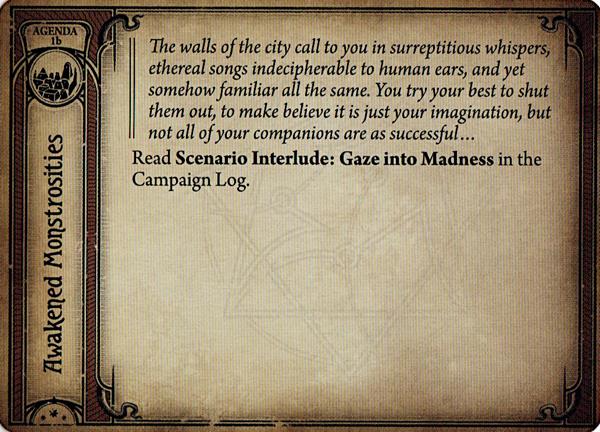 AGENDA
1b
Awakened Monstrosities
The walls of the city call to you in surreptitious whispers,
ethereal songs indecipherable to human ears, and yet
somehow familiar all the same. You try your best to shut
them out, to make believe it is just your imagination, but
not all of your companions are as successful…
Read Scenario Interlude: Gaze into Madness in the
Campaign Log.